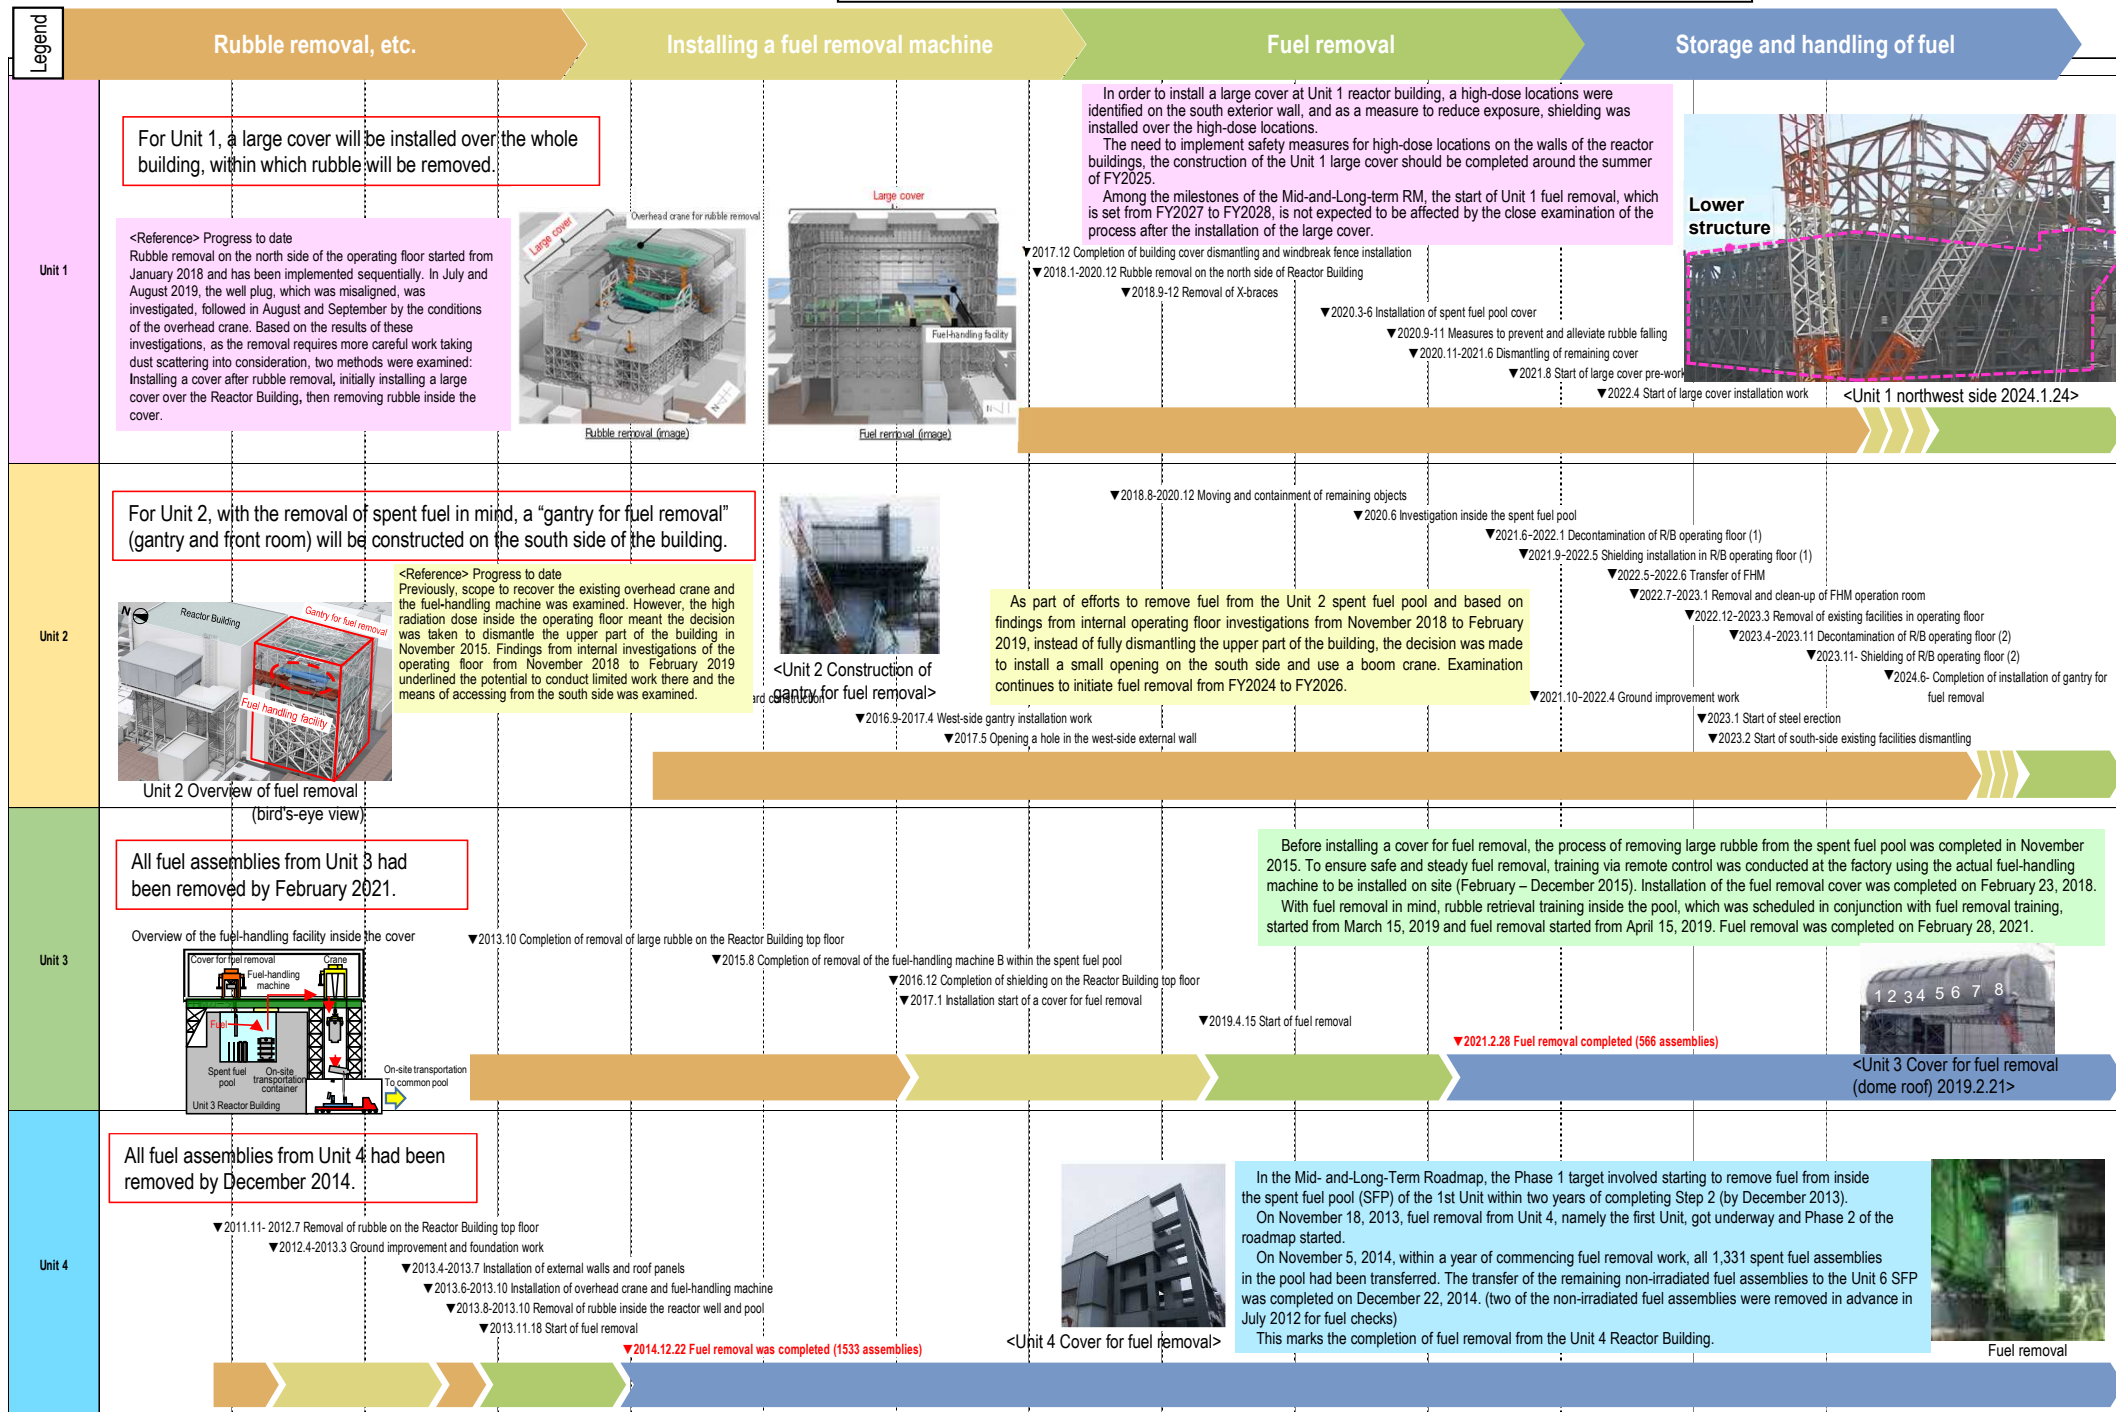 Legend
Rubble removal, etc.
Installing a fuel removal machine
Fuel removal
Storage and handling of fuel
Unit 1
For Unit 1, a large cover will be installed over the whole
building, within which rubble will be removed.
<Reference> Progress to date
Rubble removal on the north side of the operating floor started from
January 2018 and has been implemented sequentially. In July and
August 2019, the well plug, which was misaligned, was
investigated, followed in August and September by the conditions
of the overhead crane. Based on the results of these
investigations, as the removal requires more careful work taking
dust scattering into consideration, two methods were examined:
Installing a cover after rubble removal, initially installing a large
cover over the Reactor Building, then removing rubble inside the
cover.
Large cover
Overhead crane for rubble removal
Rubble removal (image)
Large cover
Fuel-handling
facility
Fuel removal (image)
In order to install a large cover at Unit 1 reactor building, a high-dose locations were
identified on the south exterior wall, and as a measure to reduce exposure, shielding was
installed over the high-dose locations.
The need to implement safety measures for high-dose locations on the walls of the reactor
buildings, the construction of the Unit 1 large cover should be completed around the summer
of FY2025.
Among the milestones of the Mid-and-Long-term RM, the start of Unit 1 fuel removal, which
is set from FY2027 to FY2028, is not expected to be affected by the close examination of the
process after the installation of the large cover.
▼2017.12 Completion of building cover dismantling and windbreak fence installation
▼2018.1-2020.12 Rubble removal on the north side of Reactor Building
▼2018.9-12 Removal of X-braces
▼2020.3-6 Installation of spent fuel pool cover
▼2020.9-11 Measures to prevent and alleviate rubble falling
▼2020.11-2021.6 Dismantling of remaining cover
▼2021.8 Start of large cover pre-work
▼2022.4 Start of large cover installation work
Lower
structure
<Unit 1 northwest side 2024.1.24>
Unit 2
For Unit 2, with the removal of spent fuel in mind, a “gantry for fuel removal”
(gantry and front room) will be constructed on the south side of the building.
<Reference> Progress to date
Previously, scope to recover the existing overhead crane and
the fuel-handling machine was examined. However, the high
radiation dose inside the operating floor meant the decision
was taken to dismantle the upper part of the building in
November 2015. Findings from internal investigations of the
operating floor from November 2018 to February 2019
underlined the potential to conduct limited work there and the
means of accessing from the south side was examined.
N
Reactor Building
Gantry for fuel removal
Fuel handling facility
Unit 2 Overview of fuel removal
(bird's-eye view)
<Unit 2 Construction of
gantry for fuel removal>
ard construction
As part of efforts to remove fuel from the Unit 2 spent fuel pool and based on
findings from internal operating floor investigations from November 2018 to February
2019, instead of fully dismantling the upper part of the building, the decision was made
to install a small opening on the south side and use a boom crane. Examination
continues to initiate fuel removal from FY2024 to FY2026.
▼2016.9-2017.4 West-side gantry installation work
▼2017.5 Opening a hole in the west-side external wall
▼2018.8-2020.12 Moving and containment of remaining objects
▼2020.6 Investigation inside the spent fuel pool
▼2021.6-2022.1 Decontamination of R/B operating floor (1)
▼2021.9-2022.5 Shielding installation in R/B operating floor (1)
▼2022.5-2022.6 Transfer of FHM
▼2022.7-2023.1 Removal and clean-up of FHM operation room
▼2022.12-2023.3 Removal of existing facilities in operating floor
▼2023.4-2023.11 Decontamination of R/B operating floor (2)
▼2023.11- Shielding of R/B operating floor (2)
▼2024.6- Completion of installation of gantry for
fuel removal
▼2021.10-2022.4 Ground improvement work
▼2023.1 Start of steel erection
▼2023.2 Start of south-side existing facilities dismantling
Unit 3
All fuel assemblies from Unit 3 had
been removed by February 2021.
Overview of the fuel-handling facility inside the cover
Cover for fuel removal
Crane
Fuel-handling
machine
Fuel
Spent fuel
pool
On-site
transportation
container
Unit 3 Reactor Building
On-site transportation
To common pool
▼2013.10 Completion of removal of large rubble on the Reactor Building top floor
▼2015.8 Completion of removal of the fuel-handling machine B within the spent fuel pool
▼2016.12 Completion of shielding on the Reactor Building top floor
▼2017.1 Installation start of a cover for fuel removal
▼2019.4.15 Start of fuel removal
▼2021.2.28 Fuel removal completed (566 assemblies)
Before installing a cover for fuel removal, the process of removing large rubble from the spent fuel pool was completed in November
2015. To ensure safe and steady fuel removal, training via remote control was conducted at the factory using the actual fuel-handling
machine to be installed on site (February – December 2015). Installation of the fuel removal cover was completed on February 23, 2018.
With fuel removal in mind, rubble retrieval training inside the pool, which was scheduled in conjunction with fuel removal training,
started from March 15, 2019 and fuel removal started from April 15, 2019. Fuel removal was completed on February 28, 2021.
1 2 3 4 5 6 7 8
<Unit 3 Cover for fuel removal
(dome roof) 2019.2.21>
Unit 4
All fuel assemblies from Unit 4 had been
removed by December 2014.
▼2011.11- 2012.7 Removal of rubble on the Reactor Building top floor
▼2012.4-2013.3 Ground improvement and foundation work
▼2013.4-2013.7 Installation of external walls and roof panels
▼2013.6-2013.10 Installation of overhead crane and fuel-handling machine
▼2013.8-2013.10 Removal of rubble inside the reactor well and pool
▼2013.11.18 Start of fuel removal
▼2014.12.22 Fuel removal was completed (1533 assemblies)
<Unit 4 Cover for fuel removal>
In the Mid- and-Long-Term Roadmap, the Phase 1 target involved starting to remove fuel from inside
the spent fuel pool (SFP) of the 1st Unit within two years of completing Step 2 (by December 2013).
On November 18, 2013, fuel removal from Unit 4, namely the first Unit, got underway and Phase 2 of the
roadmap started.
On November 5, 2014, within a year of commencing fuel removal work, all 1,331 spent fuel assemblies
in the pool had been transferred. The transfer of the remaining non-irradiated fuel assemblies to the Unit 6 SFP
was completed on December 22, 2014. (two of the non-irradiated fuel assemblies were removed in advance in
July 2012 for fuel checks)
This marks the completion of fuel removal from the Unit 4 Reactor Building.
Fuel removal